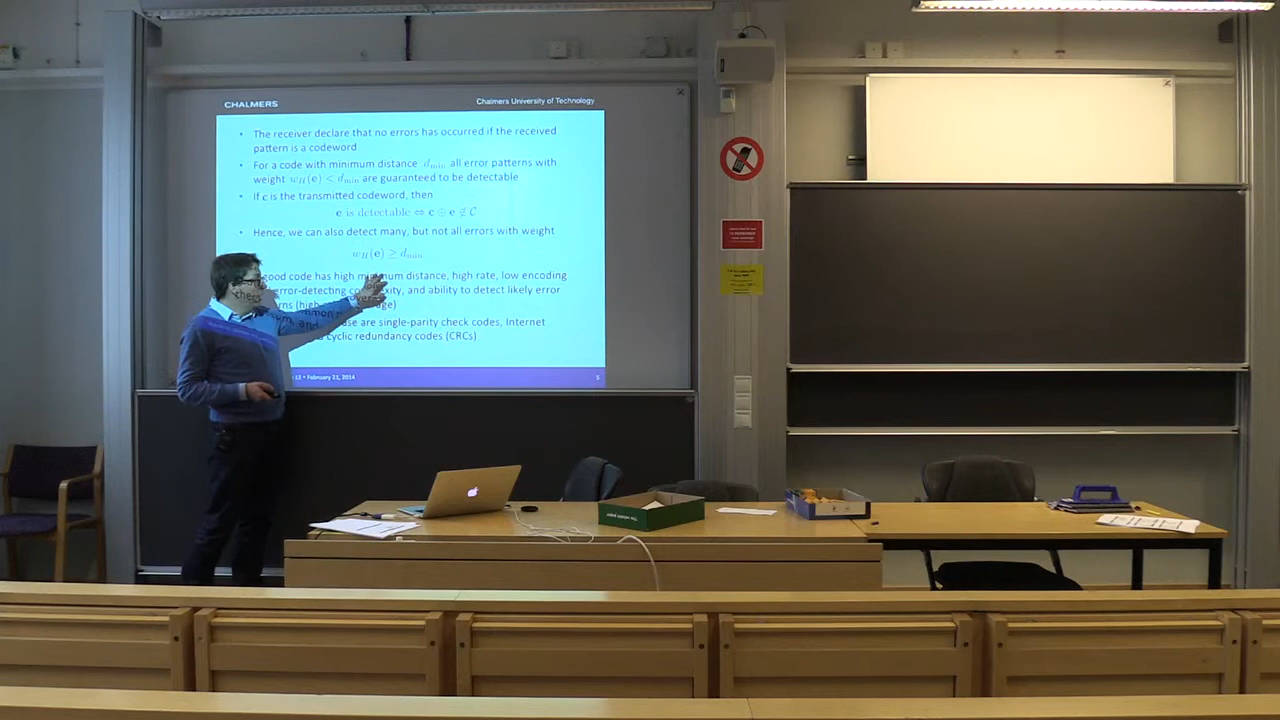 CHALMERS
Chalmers University of Technology
• The receiver declare that no errors has occurred if the received
pattern is a codeword
• For a code with minimum distance d_min all error patterns with
weight w_H(e) < d_min are guaranteed to be detectable
• If c is the transmitted codeword, then
e is detectable ⇔ c ⊕ e ∉ C
• Hence, we can also detect many, but not all errors with weight
w_H(e) ≥ d_min
good code has high minimum distance, high rate, low encoding
error-detecting complexity, and ability to detect likely error
are single-parity check codes, Internet
cyclic redundancy codes (CRCs)
• February 21, 2014
5